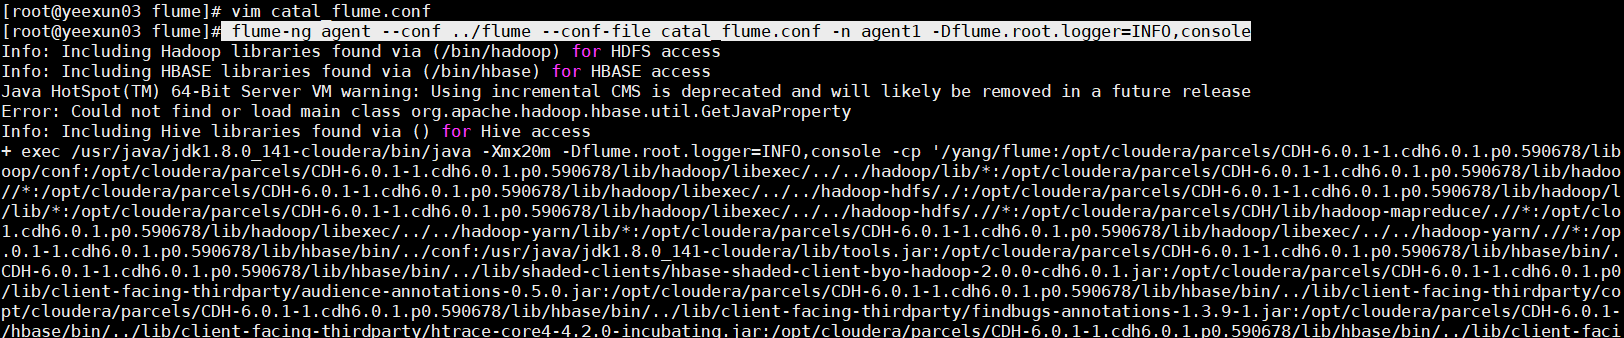 [root@yeexun03 flume]# vim catal_flume.conf
[root@yeexun03 flume]# flume-ng agent --conf ../flume --conf-file catal_flume.conf -n agent1 -Dflume.root.logger=INFO,console
Info: Including Hadoop libraries found via (/bin/hadoop) for HDFS access
Info: Including HBASE libraries found via (/bin/hbase) for HBASE access
Java HotSpot(TM) 64-Bit Server VM warning: Using incremental CMS is deprecated and will likely be removed in a future release
Error: Could not find or load main class org.apache.hadoop.hbase.util.GetJavaProperty
Info: Including Hive libraries found via () for Hive access
+ exec /usr/java/jdk1.8.0_141-cloudera/bin/java -Xmx20m -Dflume.root.logger=INFO,console -cp '/yang/flume:/opt/cloudera/parcels/CDH-6.0.1-1.cdh6.0.1.p0.590678/lib
oop/conf:/opt/cloudera/parcels/CDH-6.0.1-1.cdh6.0.1.p0.590678/lib/hadoop/libexec/../../hadoop/lib/*:/opt/cloudera/parcels/CDH-6.0.1-1.cdh6.0.1.p0.590678/lib/hadoo
//*:/opt/cloudera/parcels/CDH-6.0.1-1.cdh6.0.1.p0.590678/lib/hadoop/libexec/../../hadoop-hdfs/./:/opt/cloudera/parcels/CDH-6.0.1-1.cdh6.0.1.p0.590678/lib/hadoop/l
/lib/*:/opt/cloudera/parcels/CDH-6.0.1-1.cdh6.0.1.p0.590678/lib/hadoop/libexec/../../hadoop-hdfs/.//*:/opt/cloudera/parcels/CDH/lib/hadoop-mapreduce/.//*:/opt/clo
1.cdh6.0.1.p0.590678/lib/hadoop/libexec/../../hadoop-yarn/lib/*:/opt/cloudera/parcels/CDH-6.0.1-1.cdh6.0.1.p0.590678/lib/hadoop/libexec/../../hadoop-yarn/.//*:/op
.0.1-1.cdh6.0.1.p0.590678/lib/hbase/bin/../conf:/usr/java/jdk1.8.0_141-cloudera/lib/tools.jar:/opt/cloudera/parcels/CDH-6.0.1-1.cdh6.0.1.p0.590678/lib/hbase/bin/.
CDH-6.0.1-1.cdh6.0.1.p0.590678/lib/hbase/bin/../lib/shaded-clients/hbase-shaded-client-byo-hadoop-2.0.0-cdh6.0.1.jar:/opt/cloudera/parcels/CDH-6.0.1-1.cdh6.0.1.p0
/lib/client-facing-thirdparty/audience-annotations-0.5.0.jar:/opt/cloudera/parcels/CDH-6.0.1-1.cdh6.0.1.p0.590678/lib/hbase/bin/../lib/client-facing-thirdparty/co
pt/cloudera/parcels/CDH-6.0.1-1.cdh6.0.1.p0.590678/lib/hbase/bin/../lib/client-facing-thirdparty/findbugs-annotations-1.3.9-1.jar:/opt/cloudera/parcels/CDH-6.0.1-
/hbase/bin/../lib/client-facing-thirdparty/htrace-core4-4.2.0-incubating.jar:/opt/cloudera/parcels/CDH-6.0.1-1.cdh6.0.1.p0.590678/lib/hbase/bin/../lib/client-faci